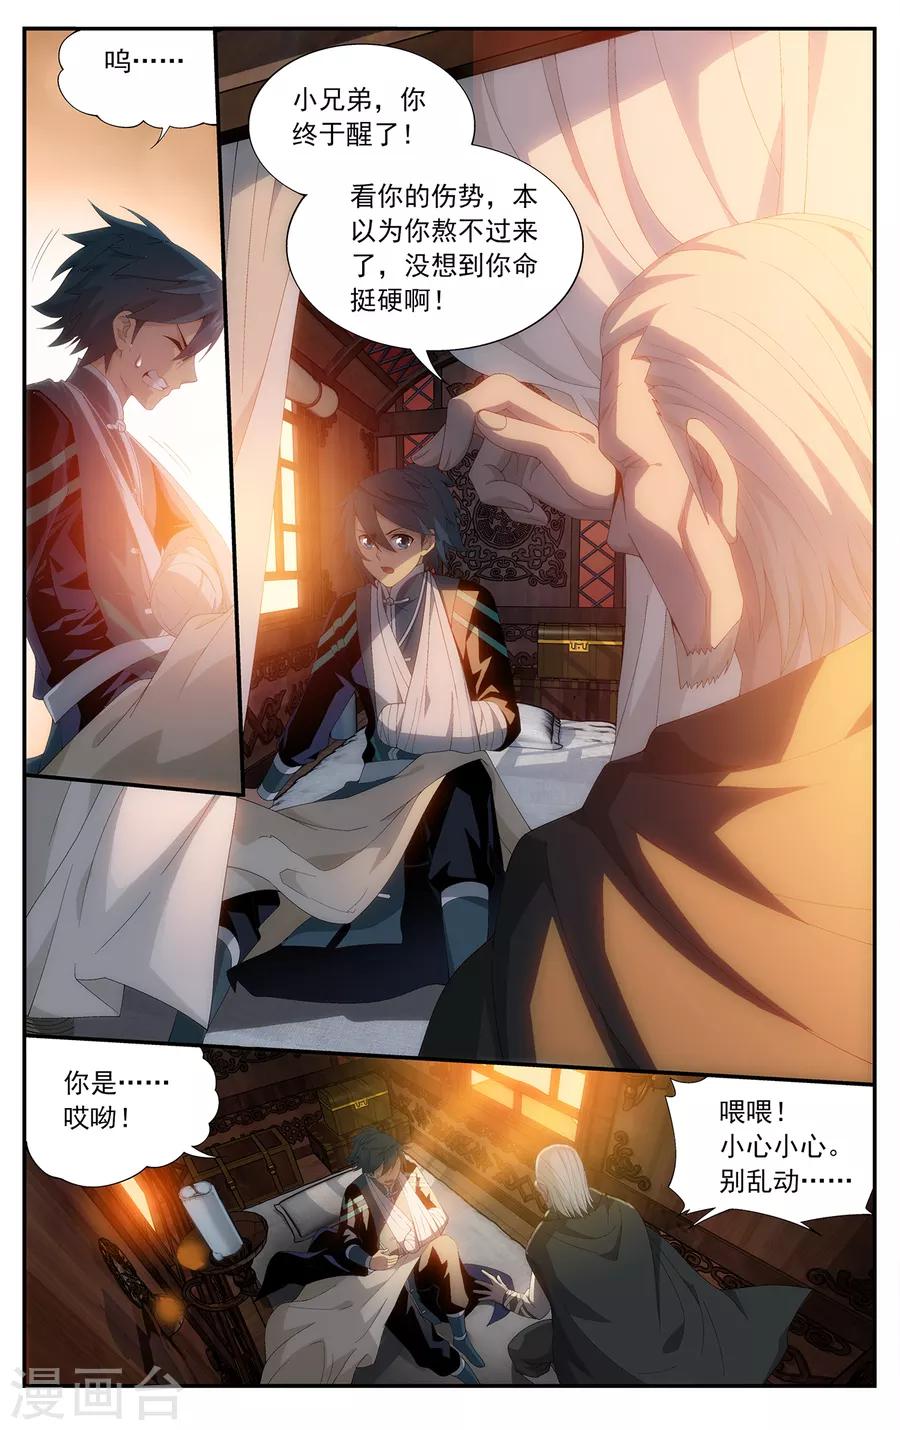 呜……
小兄弟，你
终于醒了！
看你的伤势，本
以为你熬不过来
了，没想到你命
挺硬啊！
你是……
哎呦！
喂喂！
小心小心。
别乱动……
漫画台